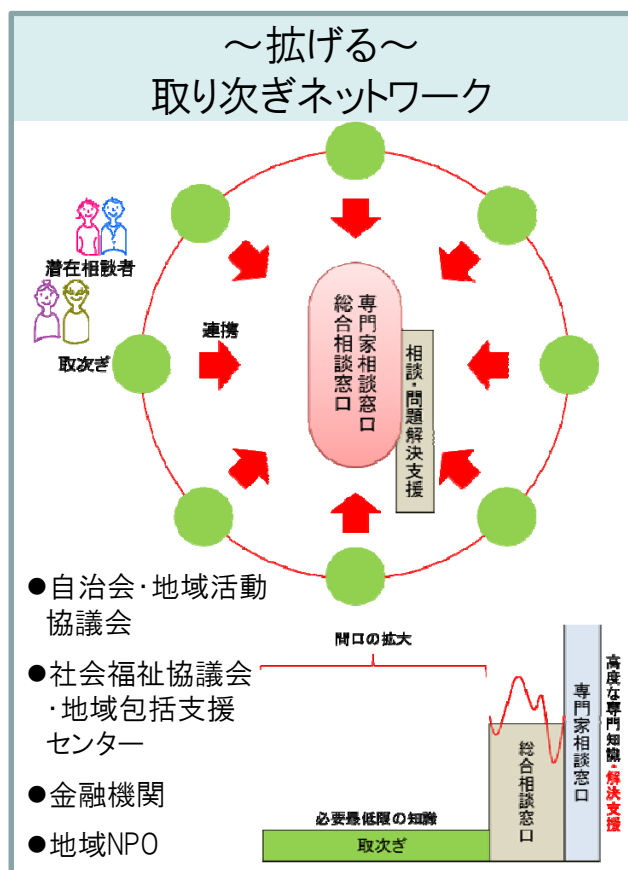 ～拡げる～
取り次ぎネットワーク
潜在相談者
取次ぎ
連携
専門家相談窓口
総合相談窓口
相談・問題解決支援
●自治会・地域活動
協議会
●社会福祉協議会
・地域包括支援
センター
●金融機関
●地域NPO
間口の拡大
必要最低限の知識
取次ぎ
総合相談窓口
専門家相談窓口
高度な専門知識・解決支援